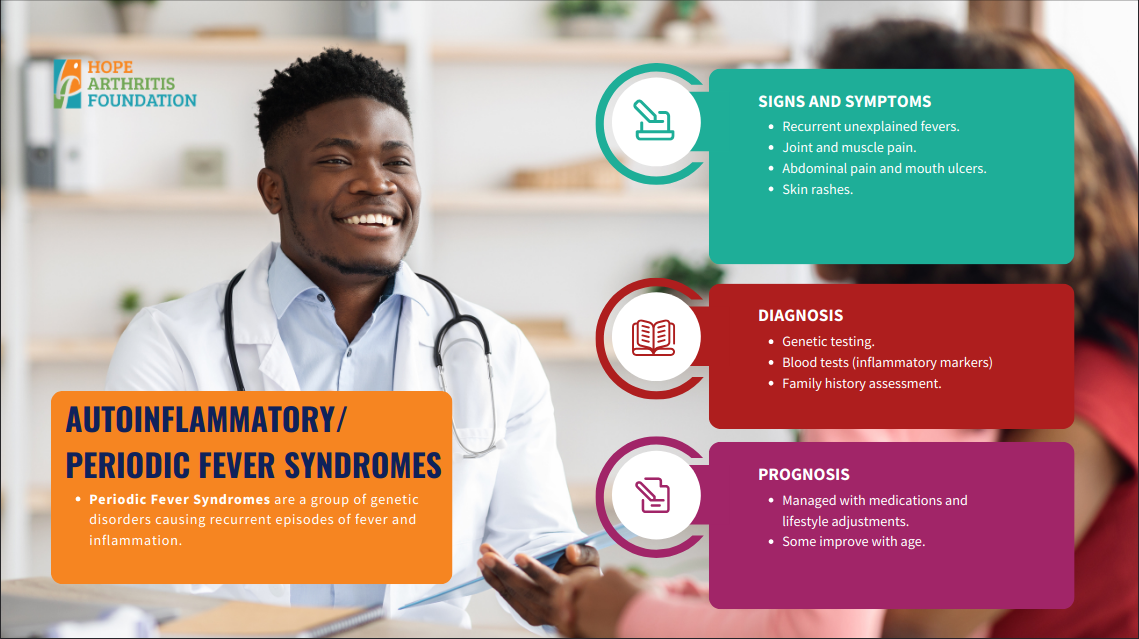 HOPE
ARTHRITIS
FOUNDATION
AUTOINFLAMMATORY/
PERIODIC FEVER SYNDROMES
• Periodic Fever Syndromes are a group of genetic
disorders causing recurrent episodes of fever and
inflammation.
SIGNS AND SYMPTOMS
• Recurrent unexplained fevers.
• Joint and muscle pain.
• Abdominal pain and mouth ulcers.
• Skin rashes.
DIAGNOSIS
• Genetic testing.
• Blood tests (inflammatory markers)
• Family history assessment.
PROGNOSIS
• Managed with medications and
lifestyle adjustments.
• Some improve with age.